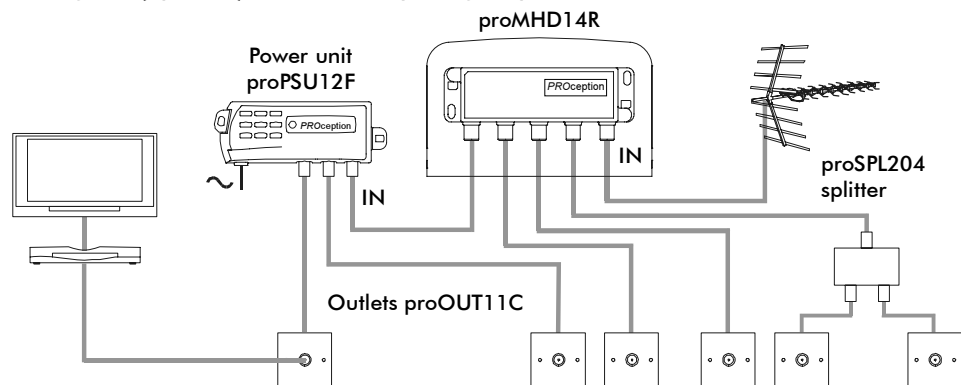 proMHD14R
Power unit
proPSU12F
PROception
PROception
IN
IN
proSPL204
splitter
Outlets proOUT11C